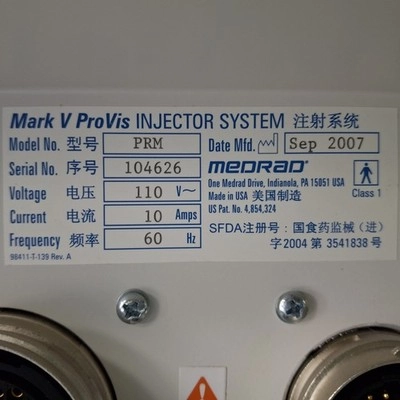 Mark V ProVis INJECTOR SYSTEM 注射系统
Model No. 型号 PRM
Date Mfd. Sep 2007
Serial No. 序号 104626
MEDRAD
Voltage 电压 110 V~
One Medrad Drive, Indianola, PA 15051 USA
Made in USA 美国制造
US Pat. No. 4,854,324
Class 1
Current 电流 10 Amps
Frequency 频率 60 Hz
SFDA注册号：国食药监械（进）
字2004 第 3541838 号
98411-T-139 Rev. A